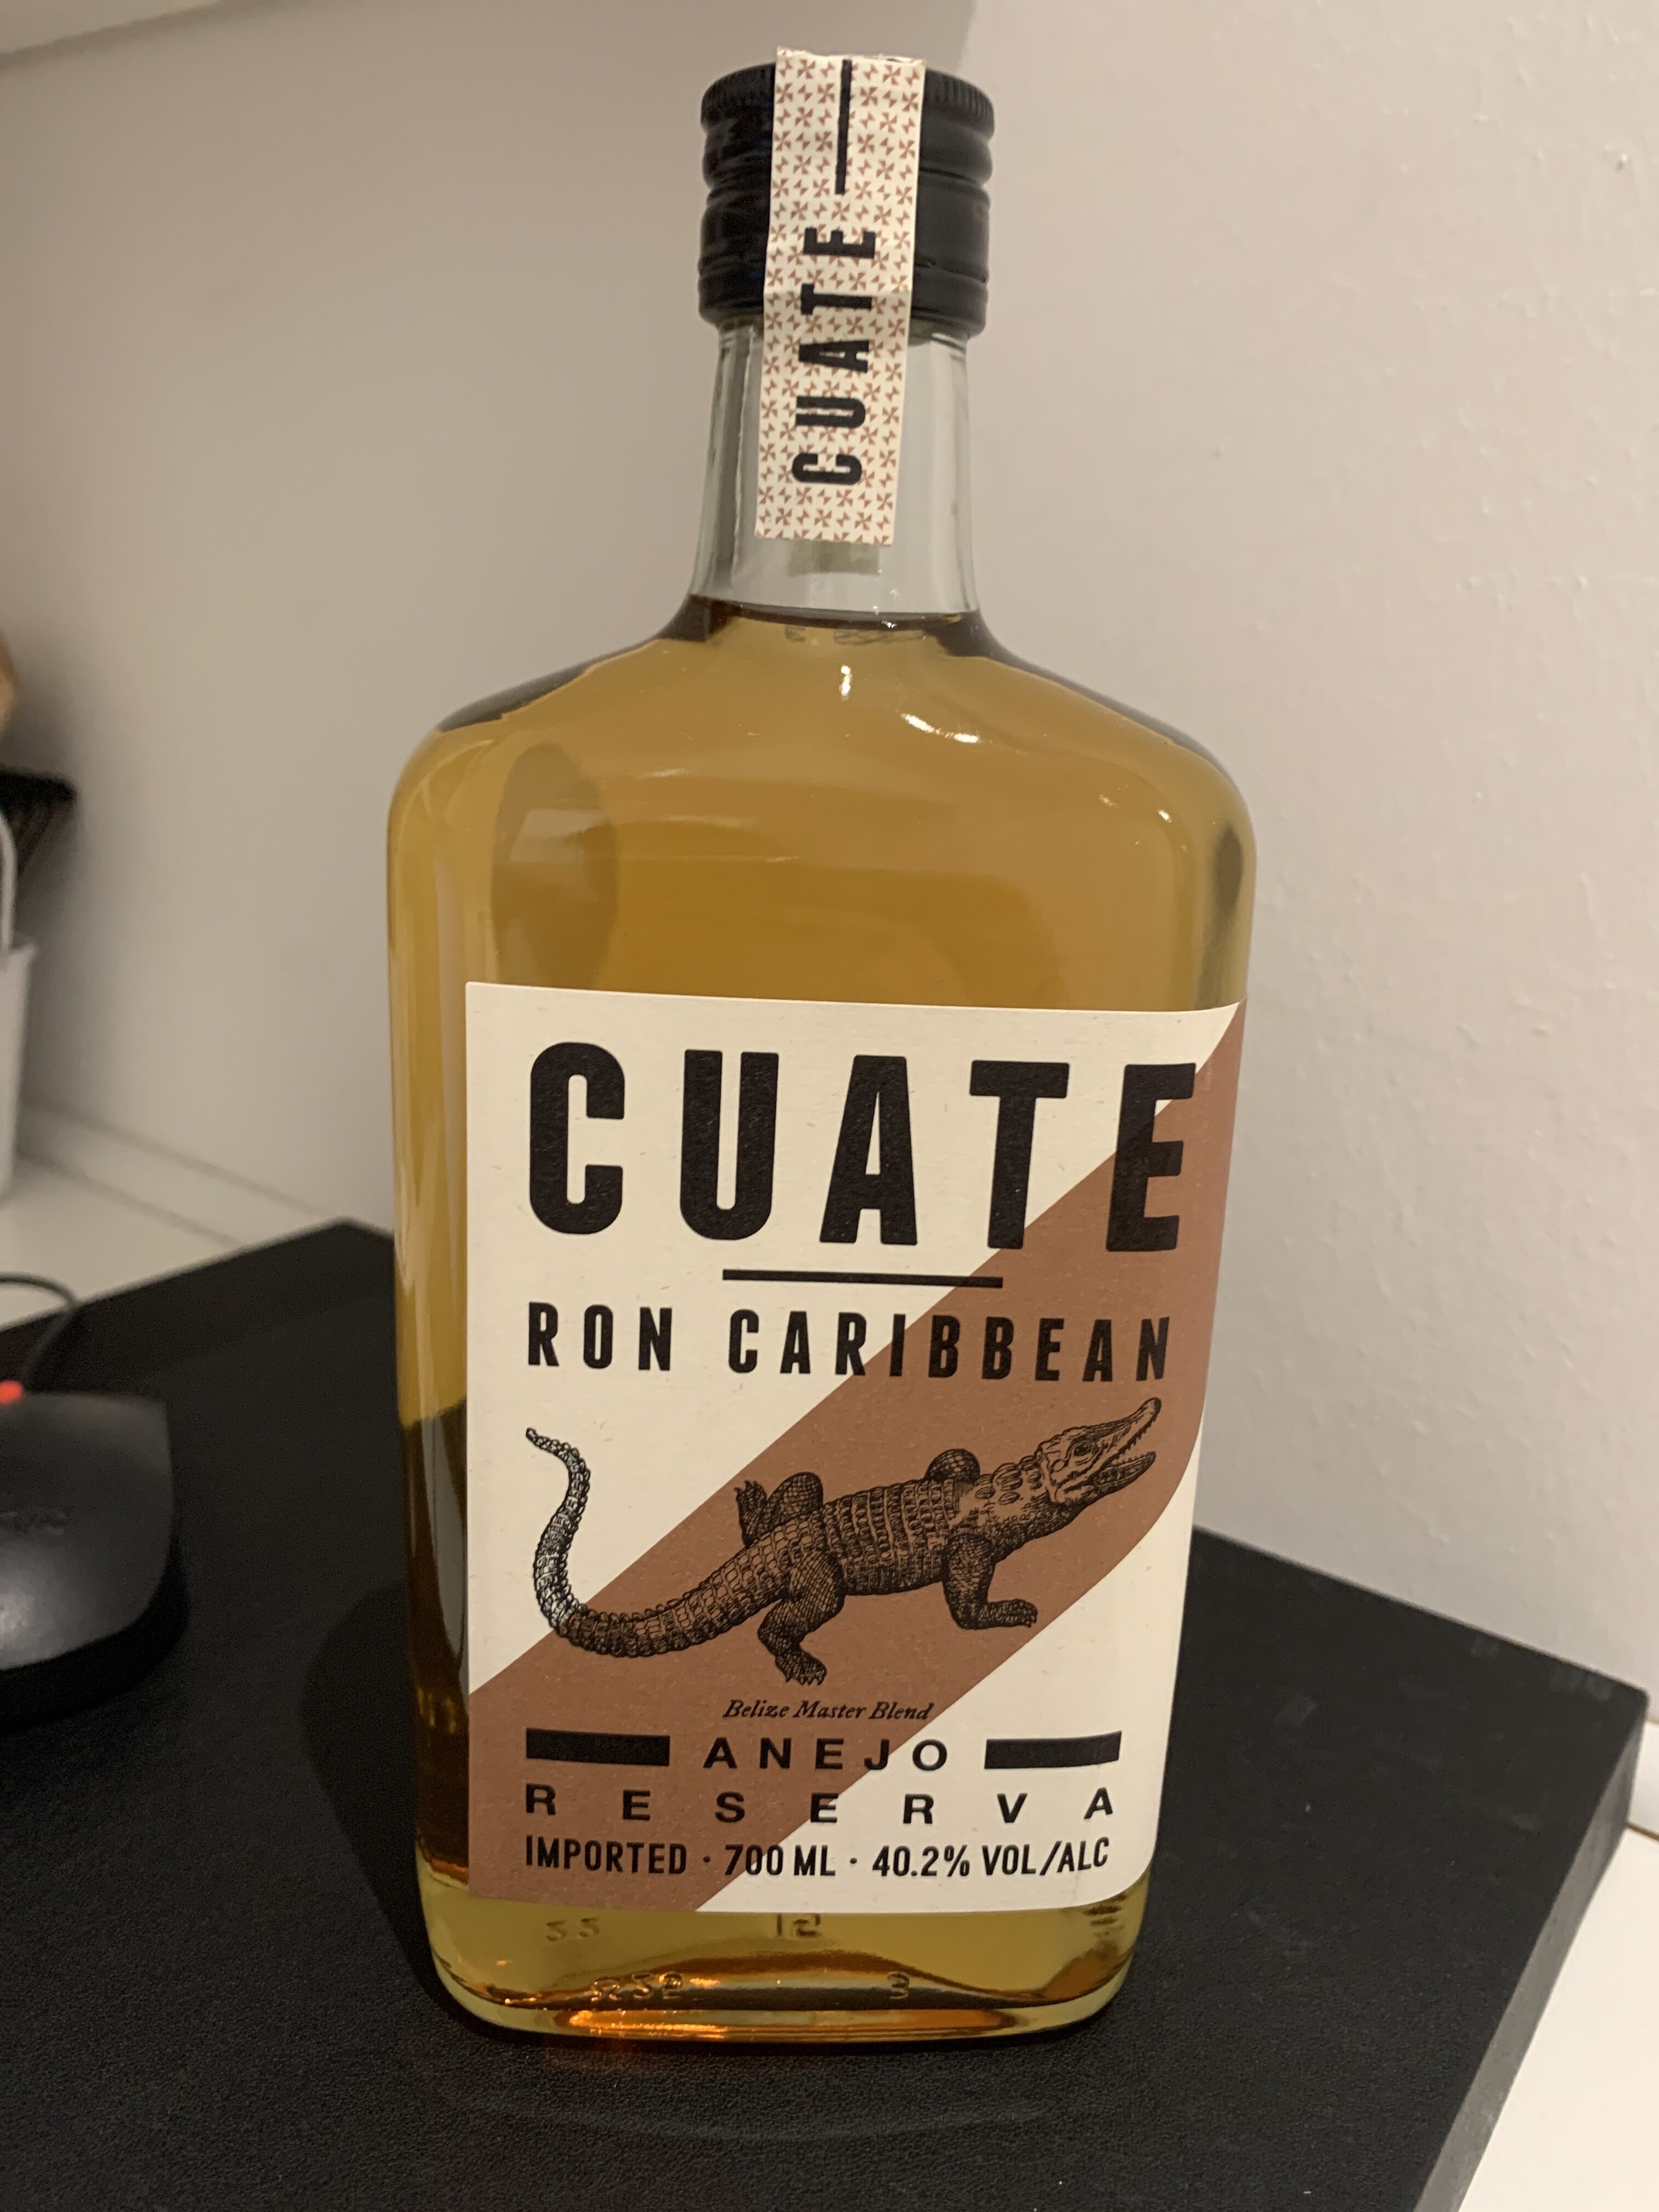 CUATE
CUATE
RON CARIBBEAN
Belize Master Blend
ANEJO
RESERVA
IMPORTED · 700 ML · 40.2% VOL/ALC